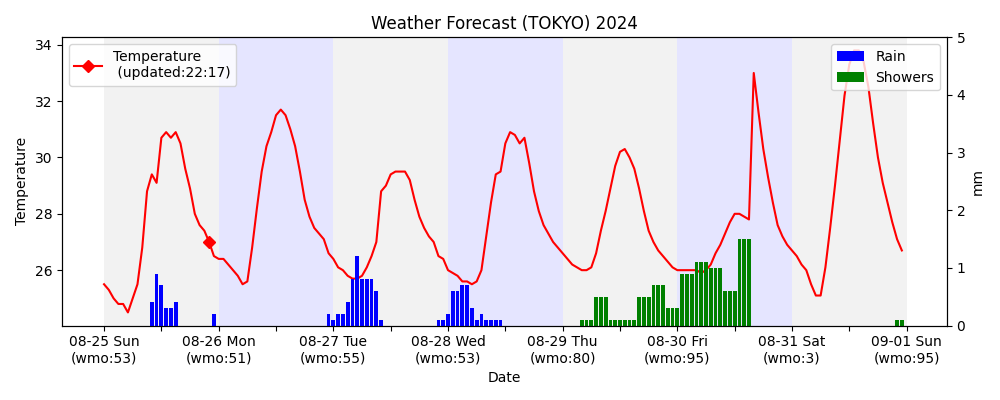 Weather Forecast (TOKYO) 2024
Temperature
(updated:22:17)
Rain
Showers
34
32
30
28
26
Temperature
5
4
3
2
1
0
mm
08-25 Sun
(wmo:53)
08-26 Mon
(wmo:51)
08-27 Tue
(wmo:55)
08-28 Wed
(wmo:53)
08-29 Thu
(wmo:80)
08-30 Fri
(wmo:95)
08-31 Sat
(wmo:3)
09-01 Sun
(wmo:95)
Date